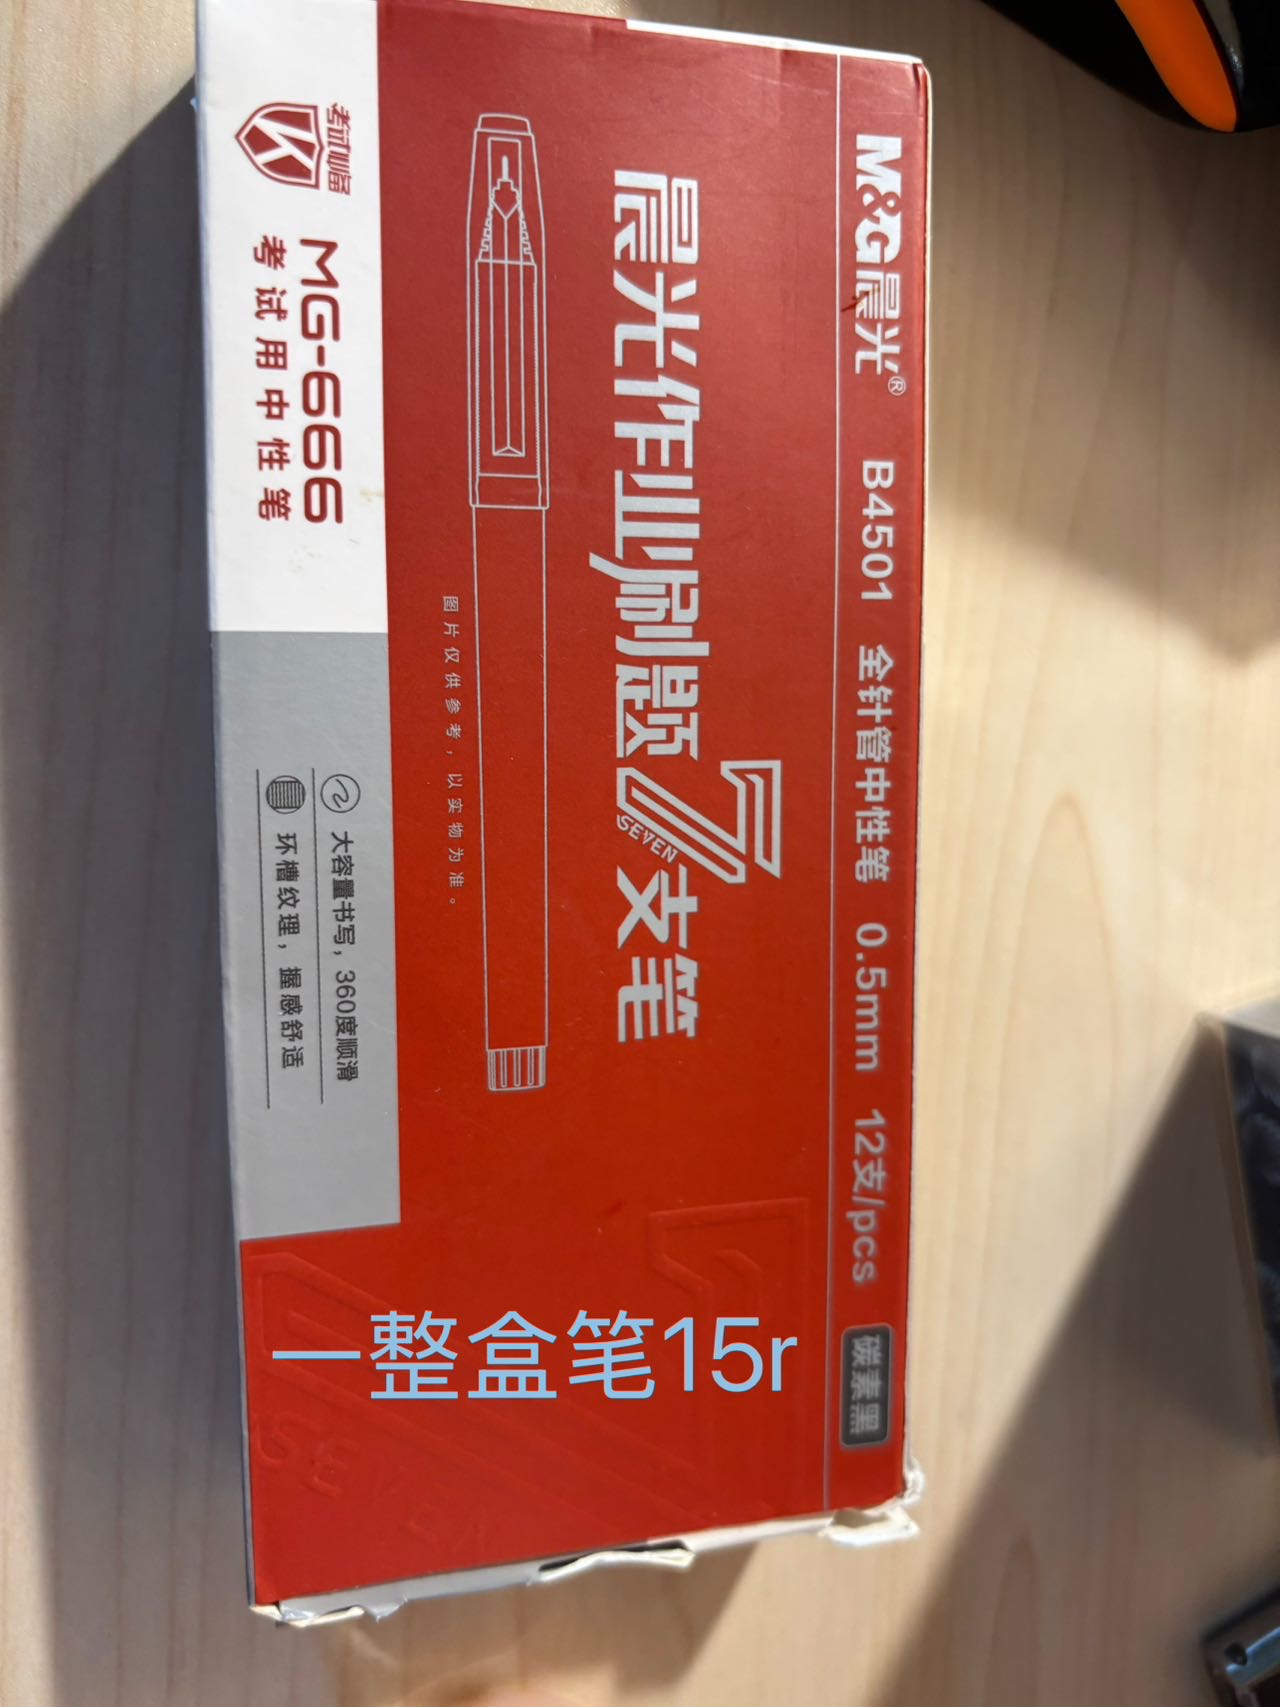 M&G晨光® B4501 全针管中性笔 0.5mm 12支/pcs 碳素黑
晨光作业刷题7支笔
SEVEN
图片仅供参考，以实物为准。
考试必备
K
MG-666
考试用中性笔
大容量书写，360度顺滑
环槽纹理，握感舒适
一整盒笔15r